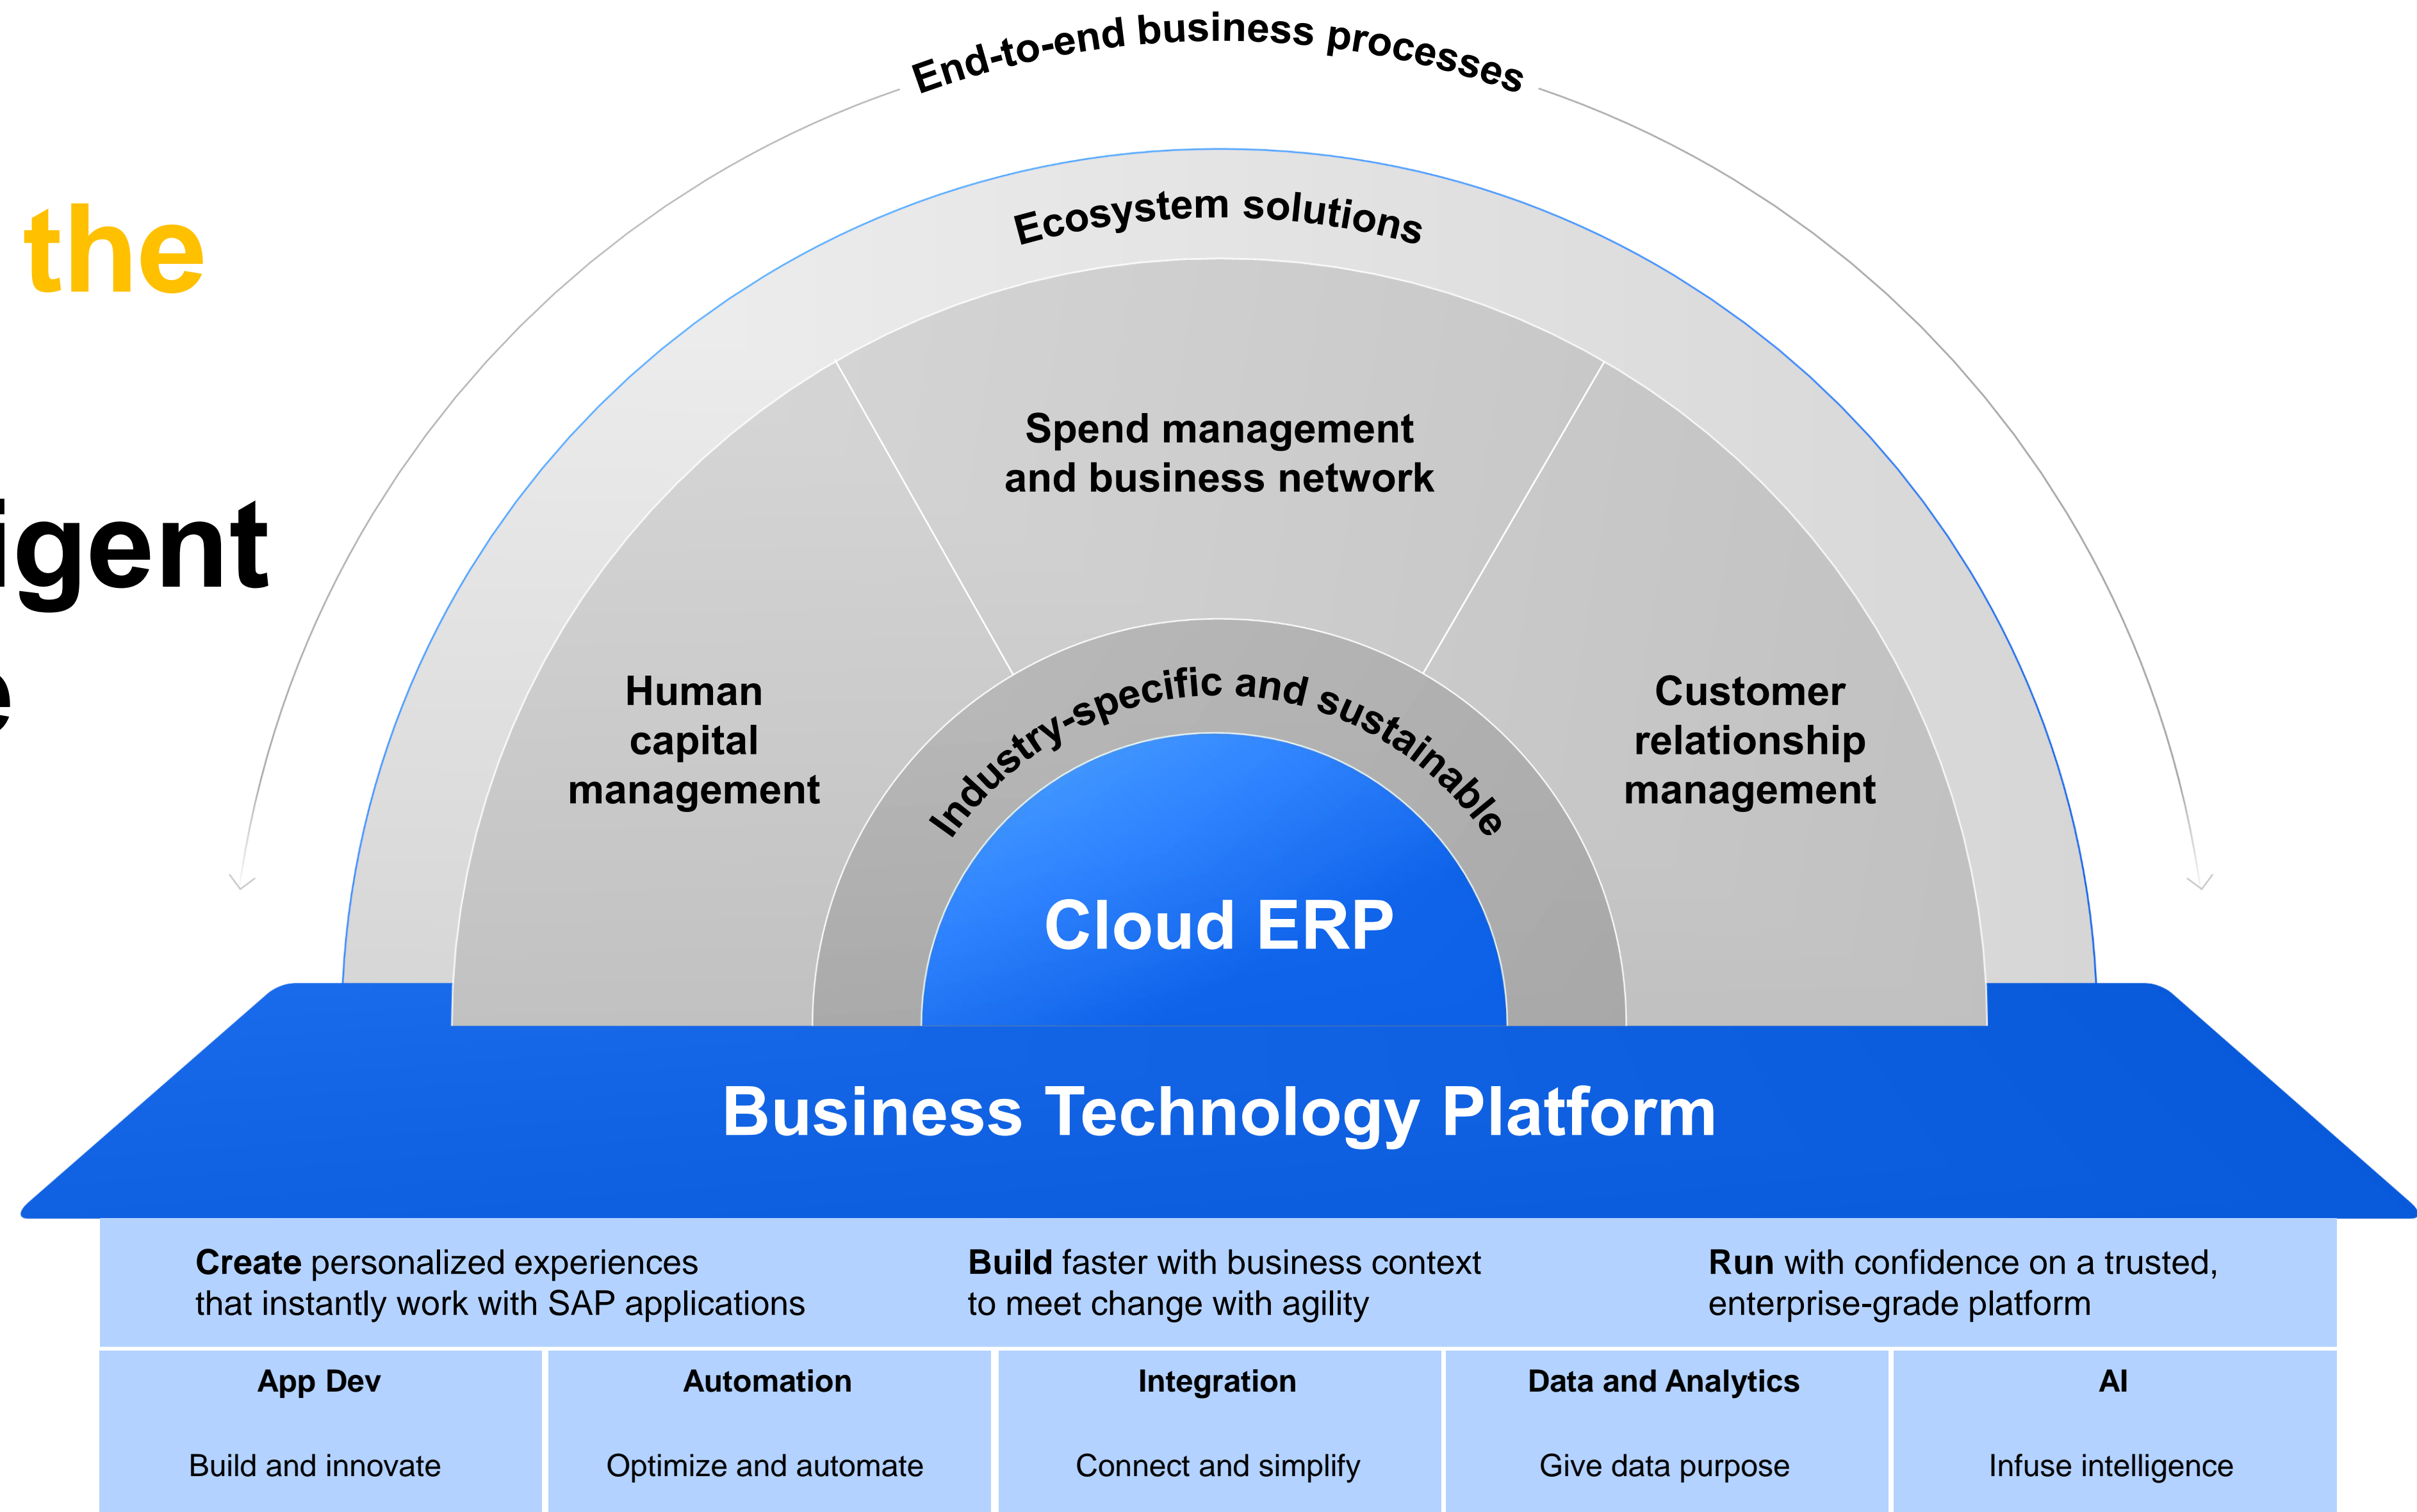 End-to-end business processes
the
Ecosystem solutions
Spend management
and business network
igent
Human
capital
management
Industry-specific and sustainable
Customer
relationship
management
e
Cloud ERP
Business Technology Platform
Create personalized experiences
that instantly work with SAP applications
Build faster with business context
to meet change with agility
Run with confidence on a trusted,
enterprise-grade platform
App Dev
Build and innovate
Automation
Optimize and automate
Integration
Connect and simplify
Data and Analytics
Give data purpose
AI
Infuse intelligence